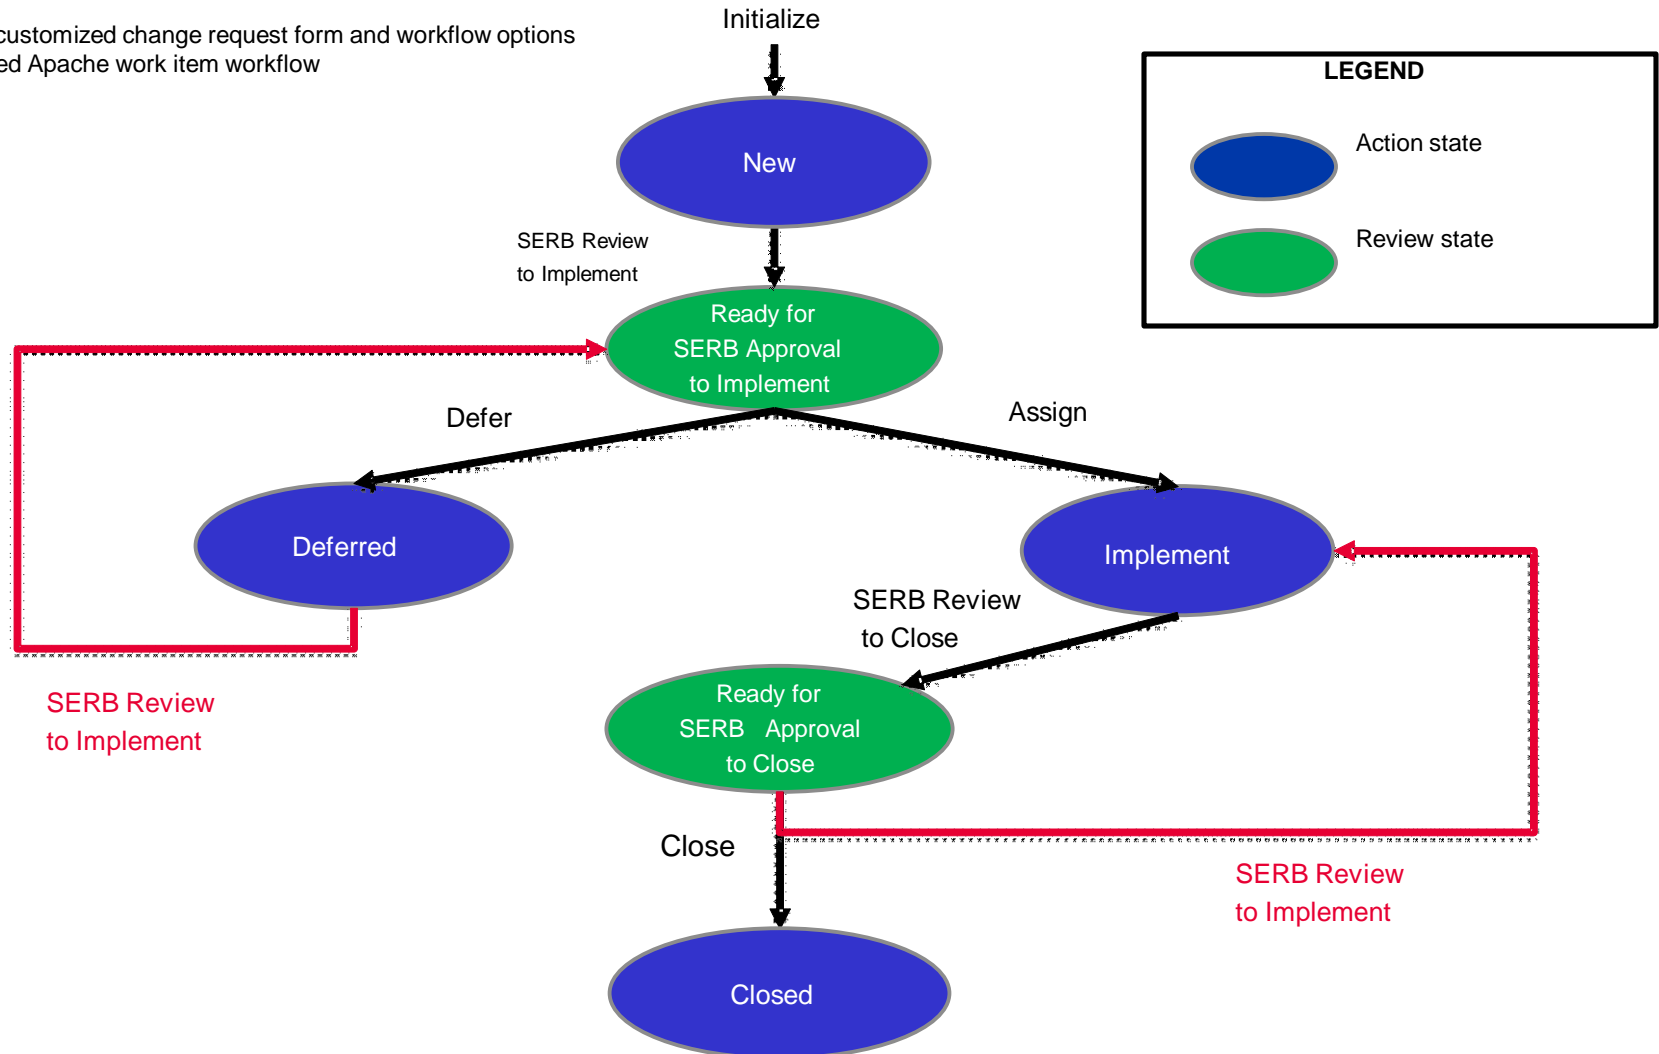 Initialize
customized change request form and workflow options
ed Apache work item workflow
LEGEND
Action state
Review state
New
SERB Review
to Implement
Ready for
SERB Approval
to Implement
Defer
Assign
Deferred
Implement
SERB Review
to Close
SERB Review
to Implement
Ready for
SERB Approval
to Close
Close
SERB Review
to Implement
Closed